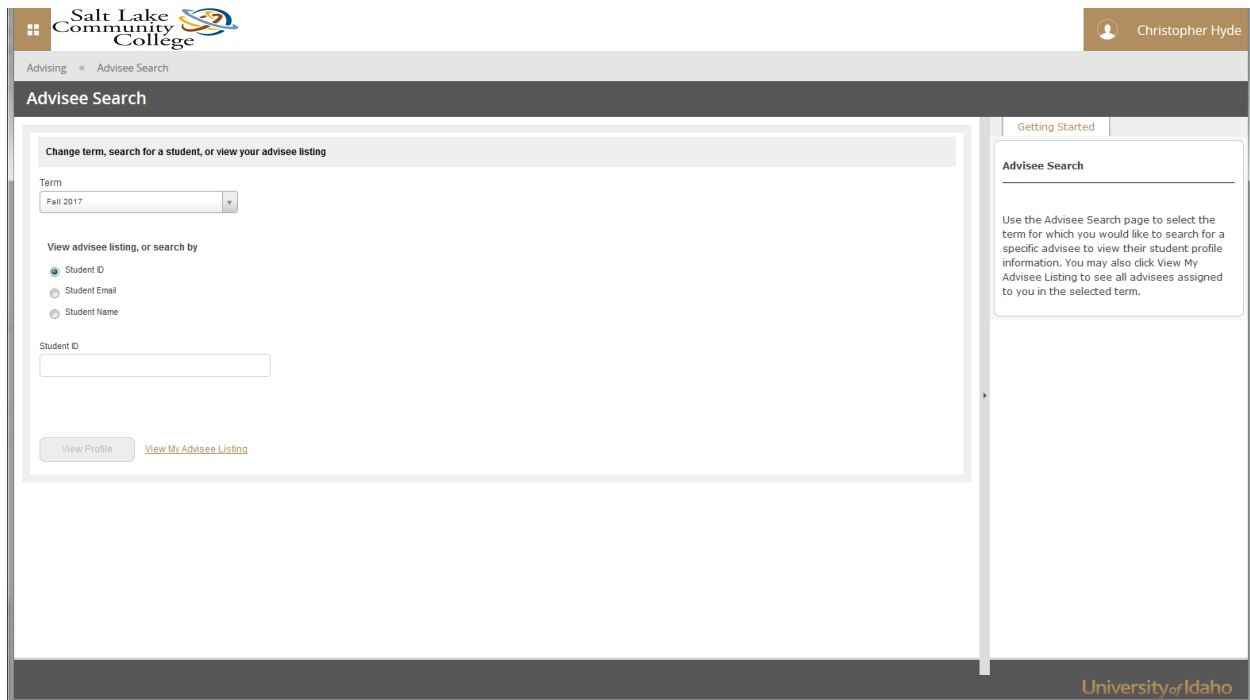 Salt Lake
Community
College
Christopher Hyde
Advising • Advisee Search
Advisee Search
Change term, search for a student, or view your advisee listing
Term
Fall 2017
View advisee listing, or search by
Student ID
Student Email
Student Name
Student ID
View Profile View My Advisee Listing
Getting Started
Advisee Search
Use the Advisee Search page to select the
term for which you would like to search for a
specific advisee to view their student profile
information. You may also click View My
Advisee Listing to see all advisees assigned
to you in the selected term.
University of Idaho